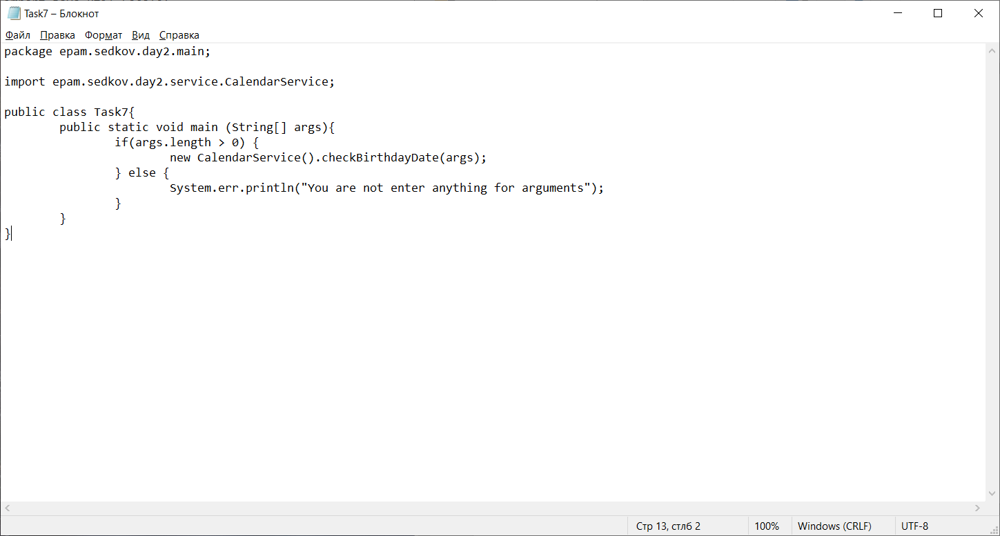 Task7 – Блокнот
Файл Правка Формат Вид Справка
package epam.sedkov.day2.main;
import epam.sedkov.day2.service.CalendarService;
public class Task7{
public static void main (String[] args){
if(args.length > 0) {
new CalendarService().checkBirthdayDate(args);
} else {
System.err.println("You are not enter anything for arguments");
}
}
}
Стр 13, стлб 2 100% Windows (CRLF) UTF-8